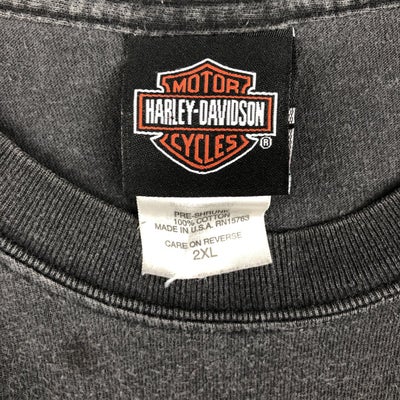 MOTOR
HARLEY-DAVIDSON
CYCLES ®
PRE-SHRUNK
100% COTTON
MADE IN U.S.A. RN15763
CARE ON REVERSE
2XL